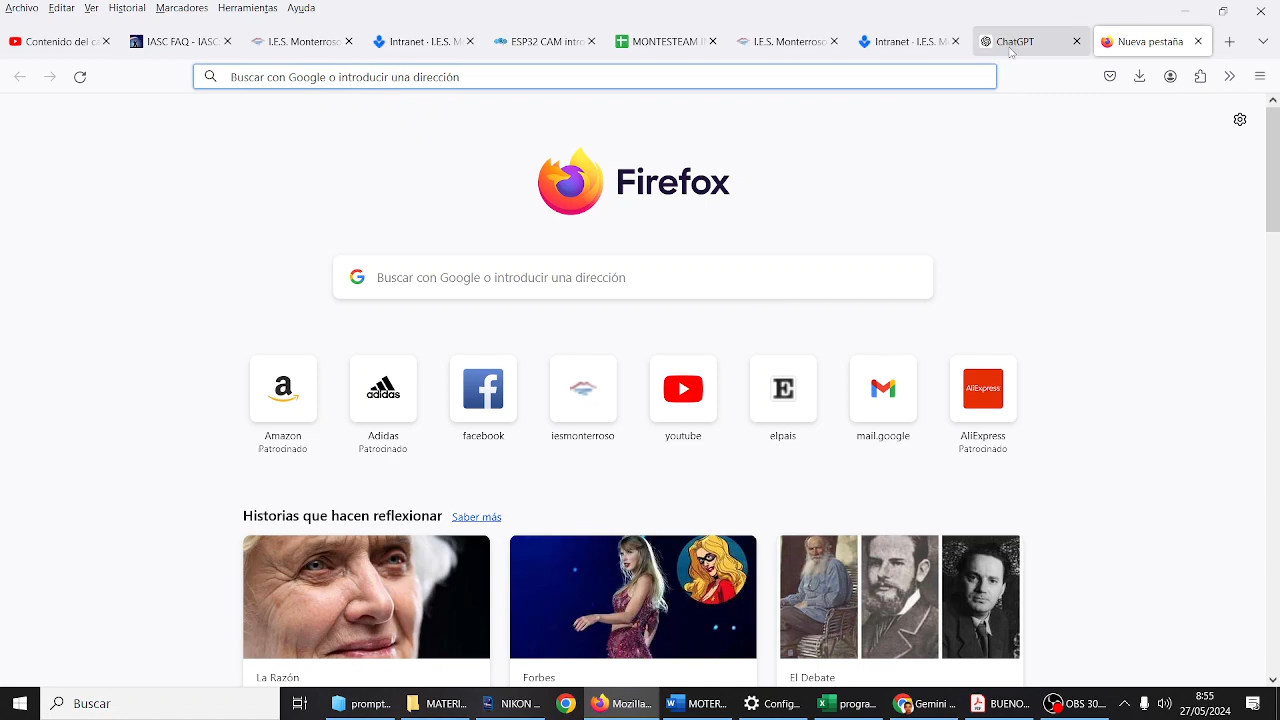 Archivo Editar Ver Historial Marcadores Herramientas Ayuda
Contenido del ca IASC FAQ - IASC I.E.S. Monterroso Intranet - I.E.S. M ESP32 CAM intro MONTESTEAM I. I.E.S. Monterroso Intranet - I.E.S. M ChatGPT Nueva pestaña
Buscar con Google o introducir una dirección
Firefox
Buscar con Google o introducir una dirección
a adidas f E AliExpress
Amazon Adidas facebook iesmonterroso youtube elpais mail.google AliExpress
Patrocinado Patrocinado Patrocinado
Historias que hacen reflexionar Saber más
La Razón Forbes El Debate
Buscar prompt... MATERI... NIKON ... Mozilla... MOTER... Config... progra... Gemini ... BUENO... OBS 30... 8:55
27/05/2024